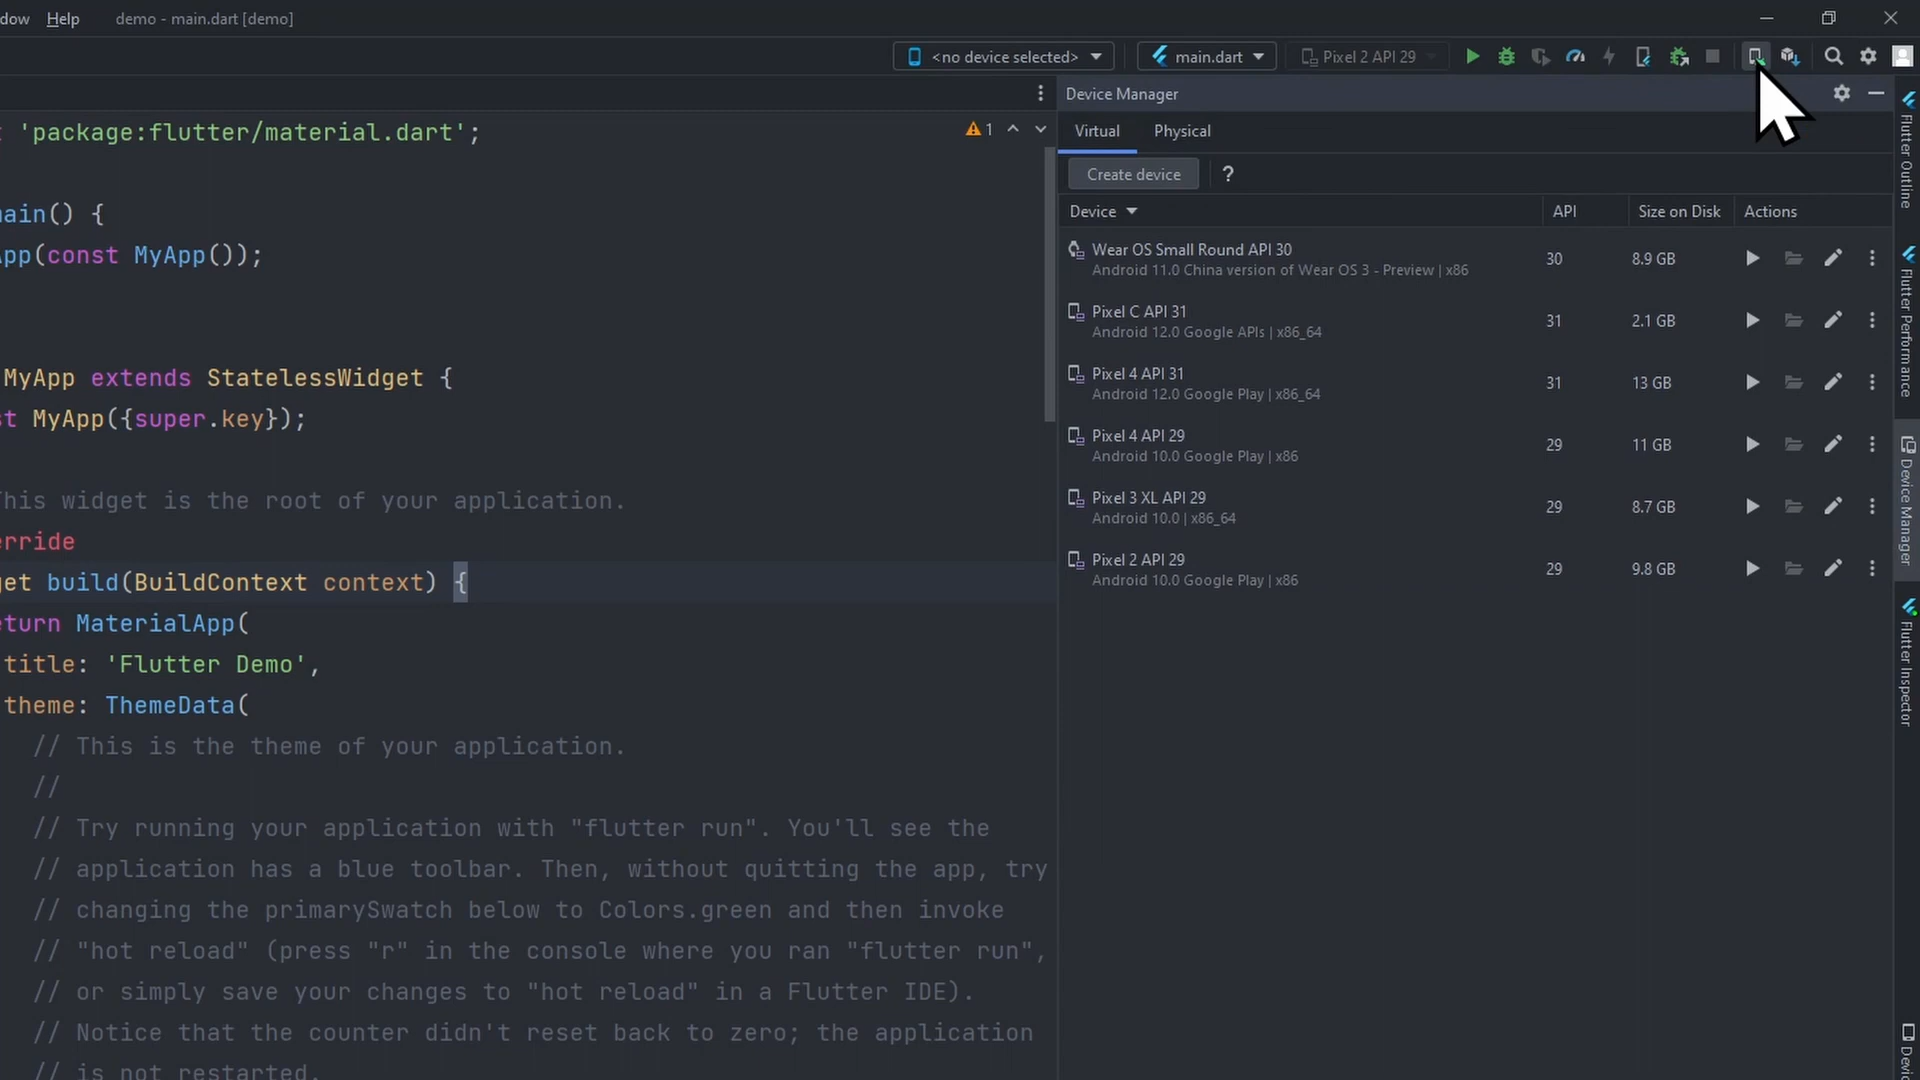 dow Help demo - main.dart [demo]
<no device selected> main.dart Pixel 2 API 29
Device Manager
Virtual Physical
Create device ?
Device API Size on Disk Actions
Wear OS Small Round API 30
Android 11.0 China version of Wear OS 3 - Preview | x86
30 8.9 GB
Pixel C API 31
Android 12.0 Google APIs | x86_64
31 2.1 GB
Pixel 4 API 31
Android 12.0 Google Play | x86_64
31 13 GB
Pixel 4 API 29
Android 10.0 Google Play | x86
29 11 GB
Pixel 3 XL API 29
Android 10.0 | x86_64
29 8.7 GB
Pixel 2 API 29
Android 10.0 Google Play | x86
29 9.8 GB
1
'package:flutter/material.dart';
ain() {
pp(const MyApp());
MyApp extends StatelessWidget {
t MyApp({super.key});
his widget is the root of your application.
rride
get build(BuildContext context) {
turn MaterialApp(
title: 'Flutter Demo',
theme: ThemeData(
// This is the theme of your application.
//
// Try running your application with "flutter run". You'll see the
// application has a blue toolbar. Then, without quitting the app, try
// changing the primarySwatch below to Colors.green and then invoke
// "hot reload" (press "r" in the console where you ran "flutter run",
// or simply save your changes to "hot reload" in a Flutter IDE).
// Notice that the counter didn't reset back to zero; the application
// is not restarted.
Flutter Outline
Flutter Performance
Device Manager
Flutter Inspector
Devi